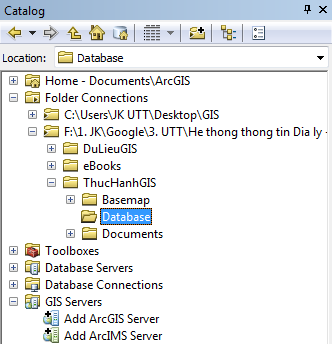 Catalog
Location: Database
Home - Documents\ArcGIS
Folder Connections
C:\Users\JK UTT\Desktop\GIS
F:\1. JK\Google\3. UTT\He thong thong tin Dia ly -
DuLieuGIS
eBooks
ThucHanhGIS
Basemap
Database
Documents
Toolboxes
Database Servers
Database Connections
GIS Servers
Add ArcGIS Server
Add ArcIMS Server